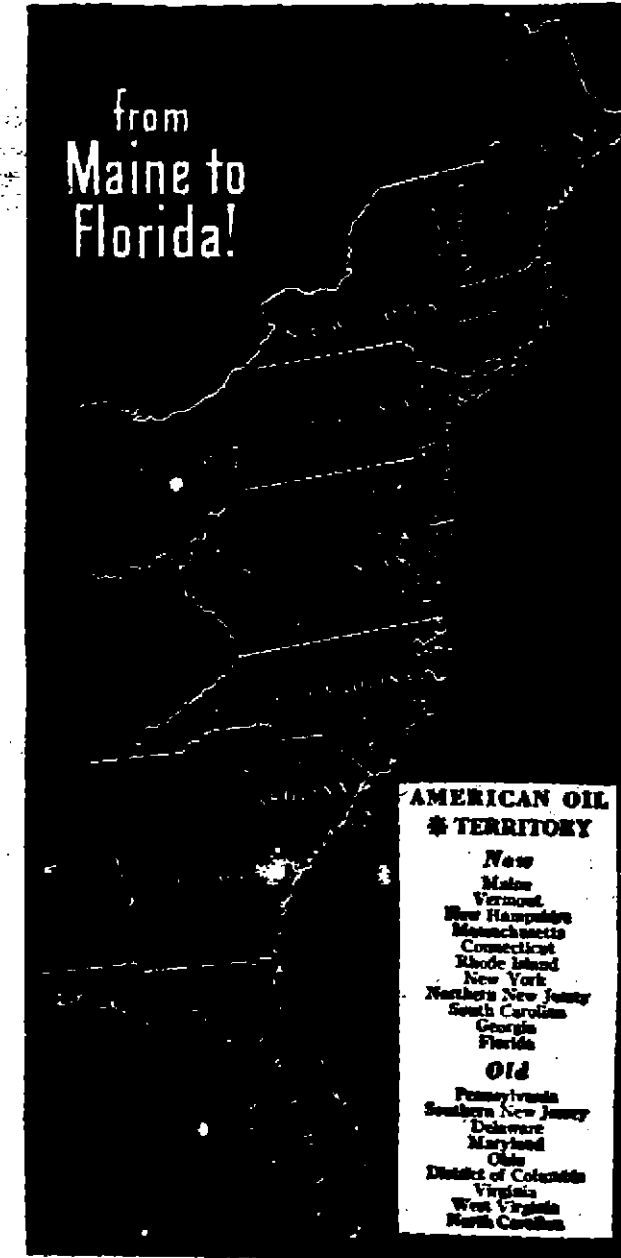 from
Maine to
Florida!
AMERICAN OIL
* TERRITORY
New
Maine
Vermont
New Hampshire
Massachusetts
Connecticut
Rhode Island
New York
Northern New Jersey
South Carolina
Georgia
Florida
Old
Pennsylvania
Southern New Jersey
Delaware
Maryland
Ohio
District of Columbia
Virginia
West Virginia
North Carolina